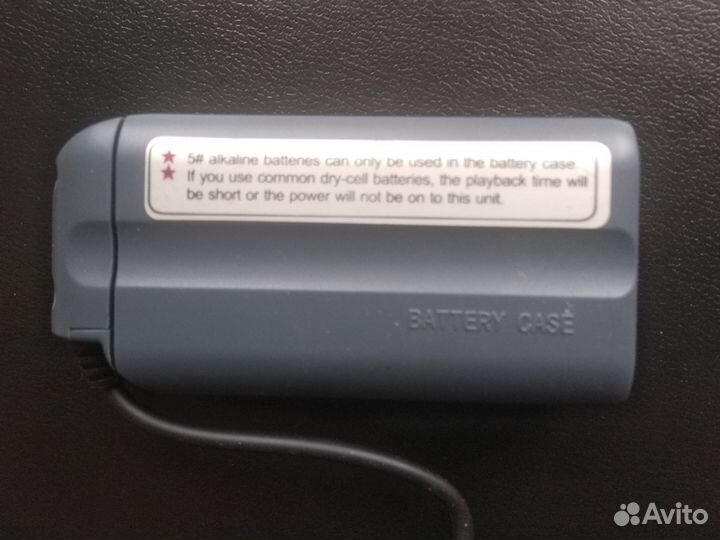 ★ 5# alkaline batteries can only be used in the battery case.
★ If you use common dry-cell batteries, the playback time will
be short or the power will not be on to this unit.
BATTERY CASE
Avito